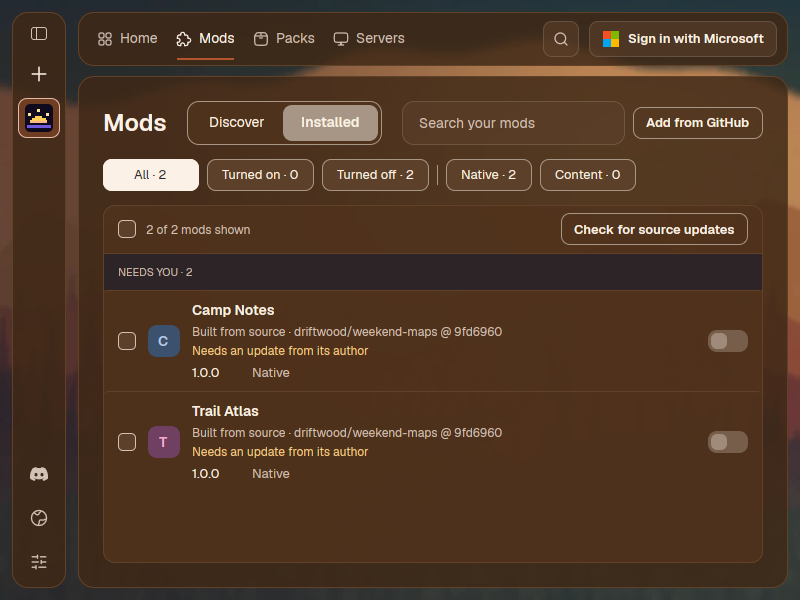 Home
Mods
Packs
Servers
Sign in with Microsoft
Mods
Discover
Installed
Search your mods
Add from GitHub
All · 2
Turned on · 0
Turned off · 2
Native · 2
Content · 0
2 of 2 mods shown
Check for source updates
NEEDS YOU · 2
Camp Notes
C
Built from source · driftwood/weekend-maps @ 9fd6960
Needs an update from its author
1.0.0 Native
Trail Atlas
T
Built from source · driftwood/weekend-maps @ 9fd6960
Needs an update from its author
1.0.0 Native